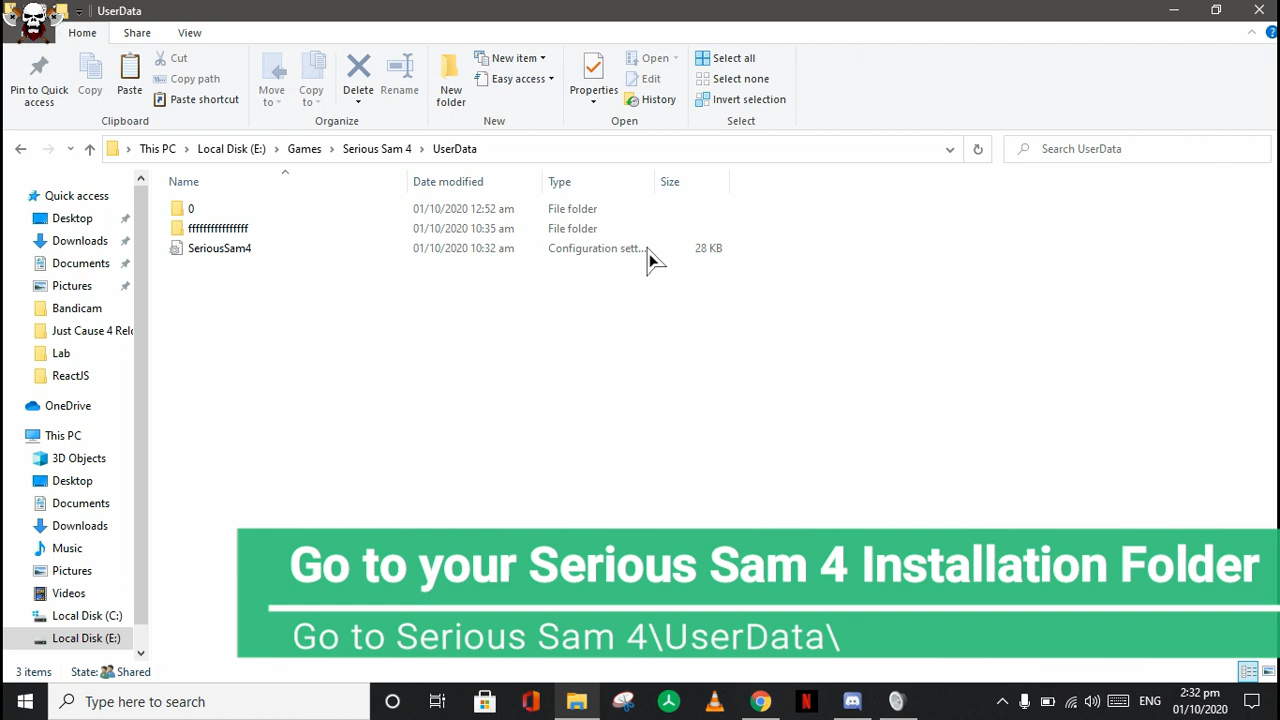 UserData
Home Share View
Pin to Quick access
Copy
Paste
Cut
Copy path
Paste shortcut
Clipboard
Move to
Copy to
Delete
Rename
Organize
New folder
New item
Easy access
New
Properties
Open
Edit
History
Open
Select all
Select none
Invert selection
Select
This PC > Local Disk (E:) > Games > Serious Sam 4 > UserData
Search UserData
Name Date modified Type Size
0 01/10/2020 12:52 am File folder
fffffffffffffff 01/10/2020 10:35 am File folder
SeriousSam4 01/10/2020 10:32 am Configuration sett... 28 KB
Quick access
Desktop
Downloads
Documents
Pictures
Bandicam
Just Cause 4 Relo
Lab
ReactJS
OneDrive
This PC
3D Objects
Desktop
Documents
Downloads
Music
Pictures
Videos
Local Disk (C:)
Local Disk (E:)
Go to your Serious Sam 4 Installation Folder
Go to Serious Sam 4\UserData\
3 items State: Shared
Type here to search
ENG
2:32 pm
01/10/2020